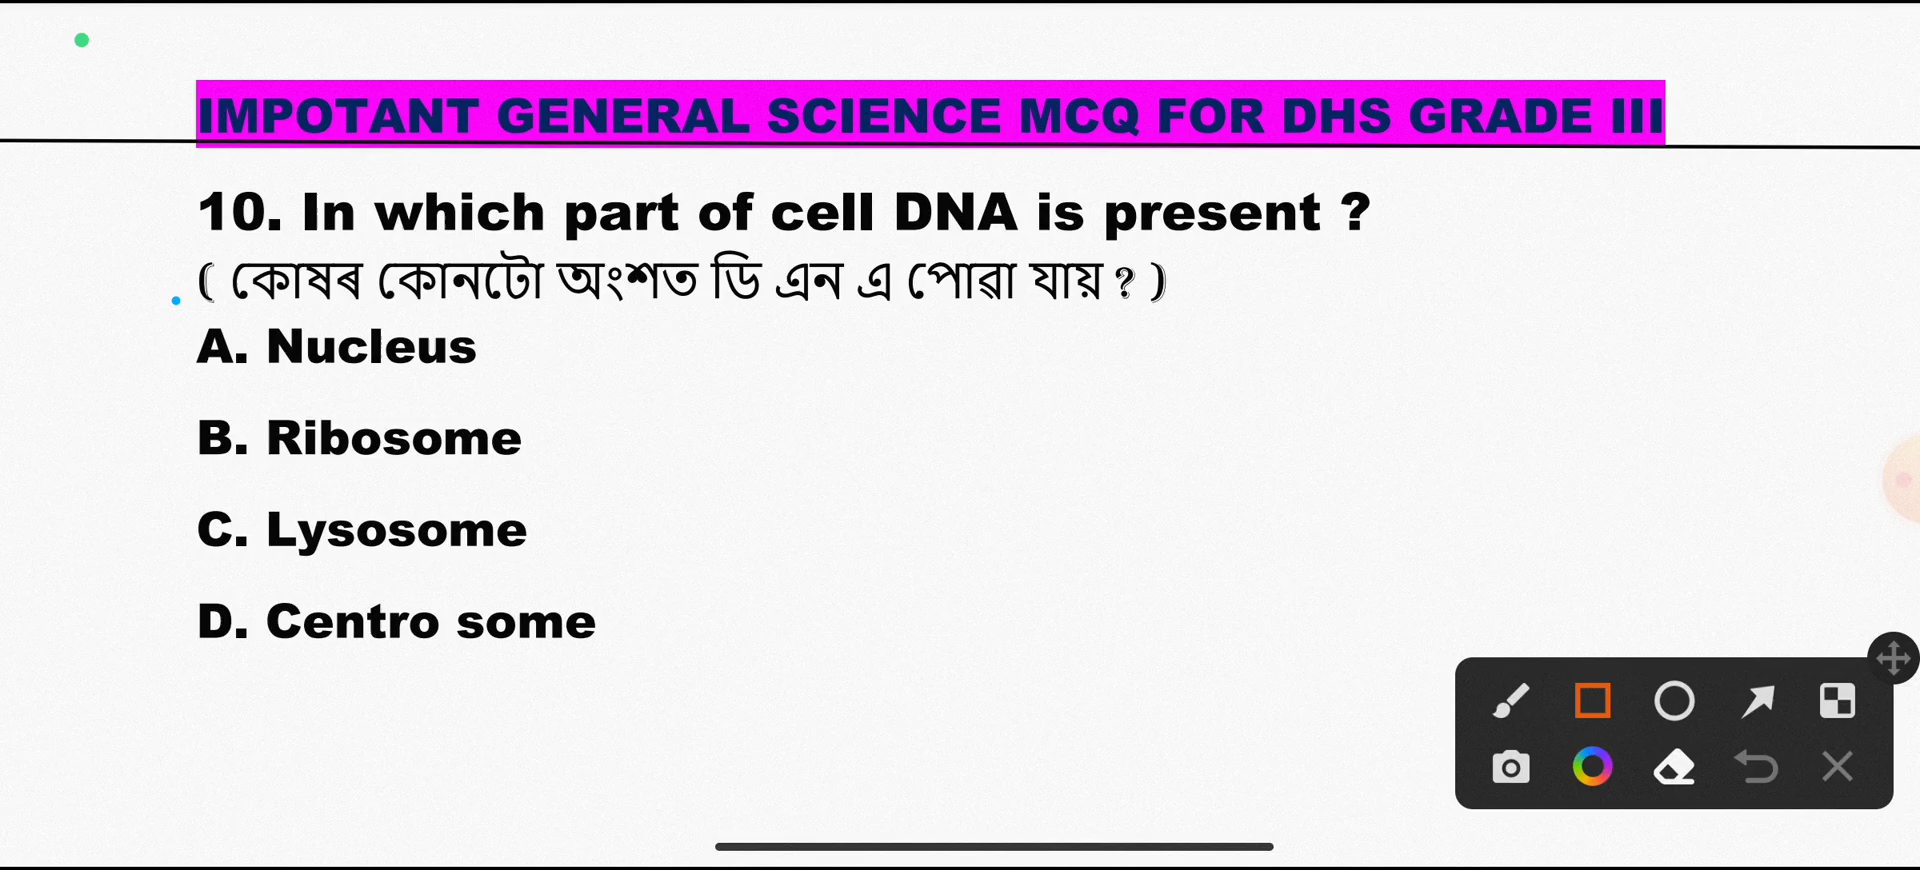 IMPOTANT GENERAL SCIENCE MCQ FOR DHS GRADE III
10. In which part of cell DNA is present ?
( কোষৰ কোনটো অংশত ডি এন এ পোৱা যায় ? )
A. Nucleus
B. Ribosome
C. Lysosome
D. Centro some